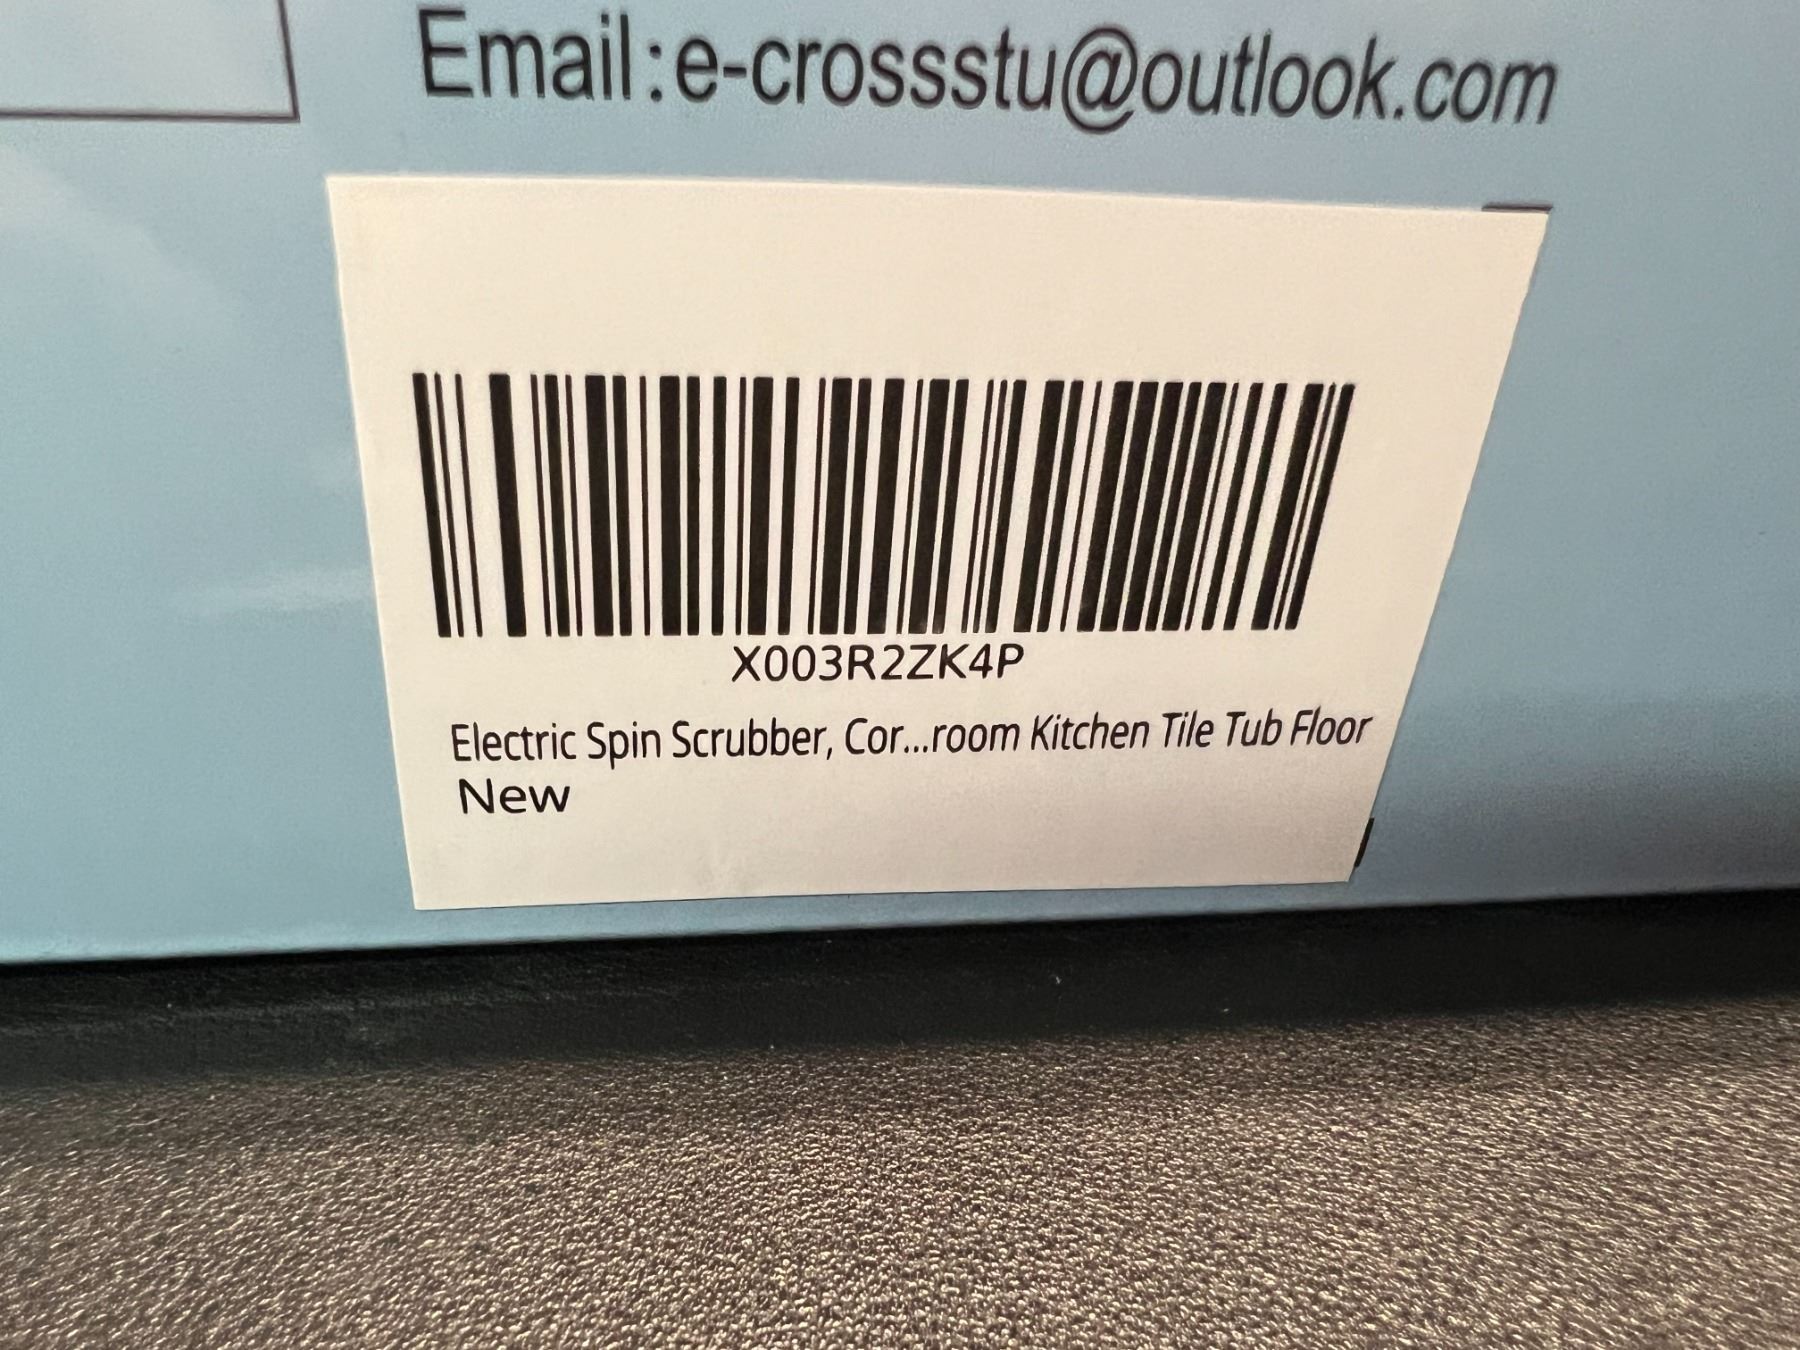 Email:e-crossstu@outlook.com
X003R2ZK4P
Electric Spin Scrubber, Cor...room Kitchen Tile Tub Floor
New